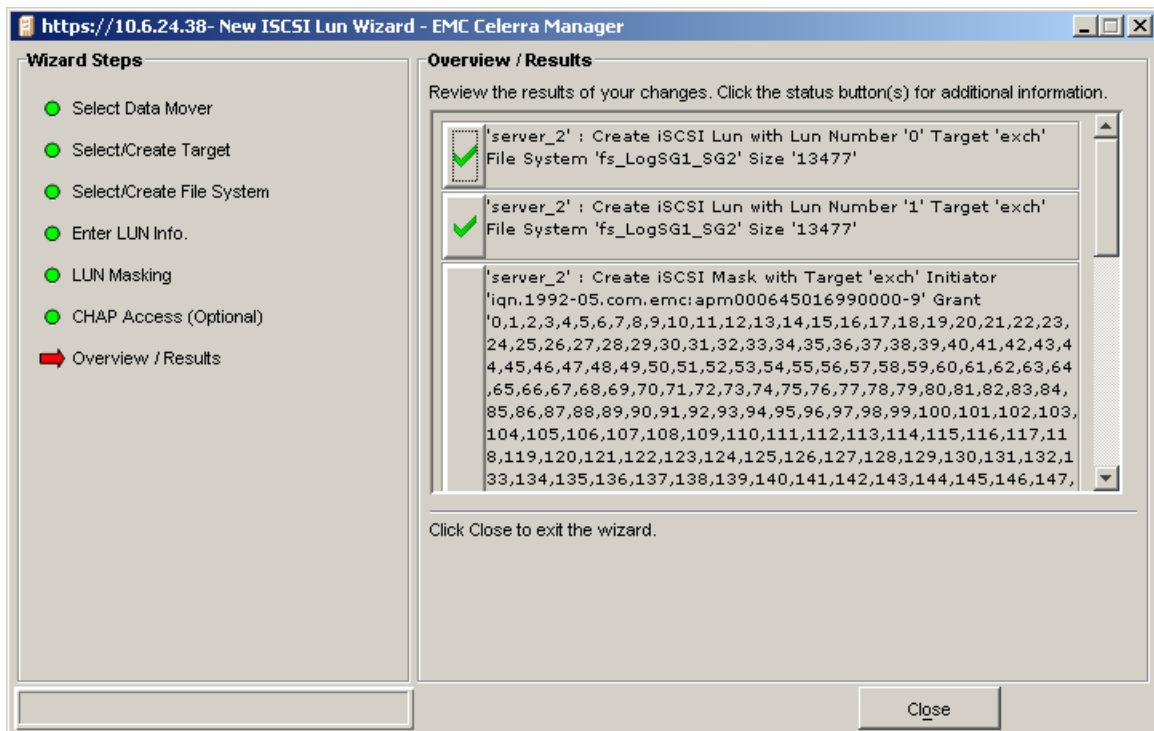 https://10.6.24.38- New ISCSI Lun Wizard - EMC Celerra Manager
Wizard Steps
Select Data Mover
Select/Create Target
Select/Create File System
Enter LUN Info.
LUN Masking
CHAP Access (Optional)
Overview / Results
Overview / Results
Review the results of your changes. Click the status button(s) for additional information.
'server_2' : Create iSCSI Lun with Lun Number '0' Target 'exch'
File System 'fs_LogSG1_SG2' Size '13477'
'server_2' : Create iSCSI Lun with Lun Number '1' Target 'exch'
File System 'fs_LogSG1_SG2' Size '13477'
'server_2' : Create iSCSI Mask with Target 'exch' Initiator
'iqn.1992-05.com.emc:apm000645016990000-9' Grant
'0,1,2,3,4,5,6,7,8,9,10,11,12,13,14,15,16,17,18,19,20,21,22,23,
24,25,26,27,28,29,30,31,32,33,34,35,36,37,38,39,40,41,42,43,4
4,45,46,47,48,49,50,51,52,53,54,55,56,57,58,59,60,61,62,63,64
,65,66,67,68,69,70,71,72,73,74,75,76,77,78,79,80,81,82,83,84,
85,86,87,88,89,90,91,92,93,94,95,96,97,98,99,100,101,102,103,
104,105,106,107,108,109,110,111,112,113,114,115,116,117,11
8,119,120,121,122,123,124,125,126,127,128,129,130,131,132,1
33,134,135,136,137,138,139,140,141,142,143,144,145,146,147,
Click Close to exit the wizard.
Close